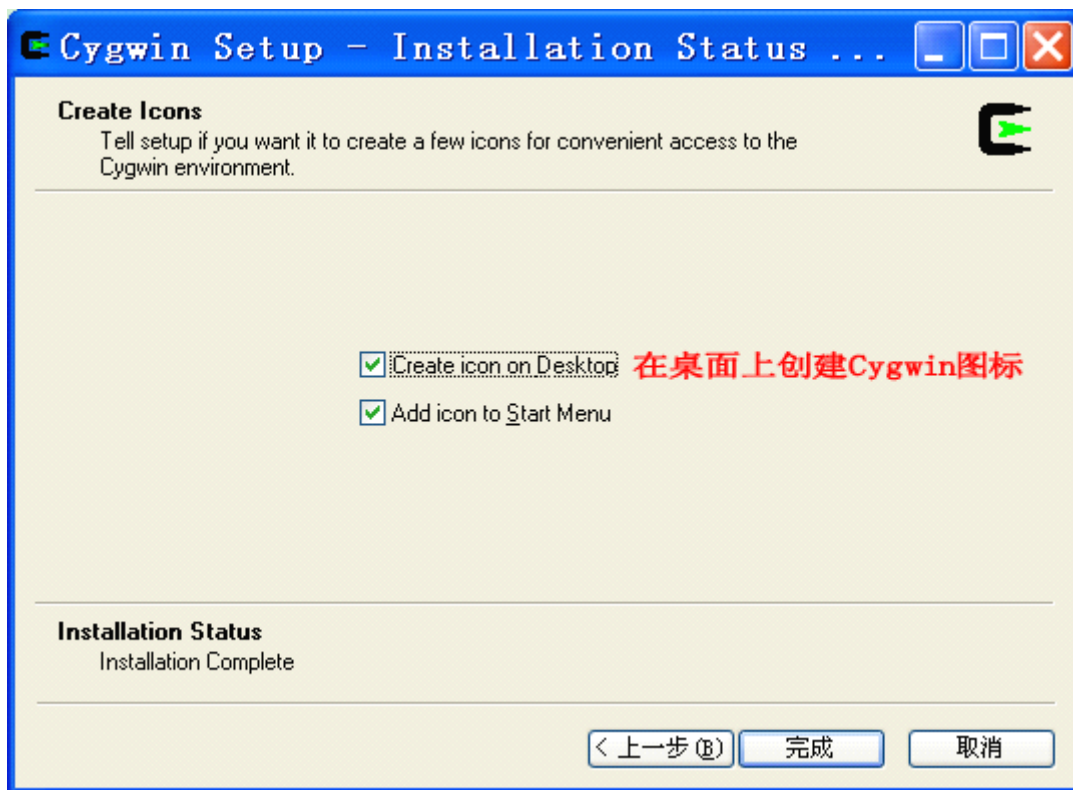 Cygwin Setup - Installation Status ...
Create Icons
Tell setup if you want it to create a few icons for convenient access to the
Cygwin environment.
Create icon on Desktop 在桌面上创建Cygwin图标
Add icon to Start Menu
Installation Status
Installation Complete
< 上一步(B) 完成 取消